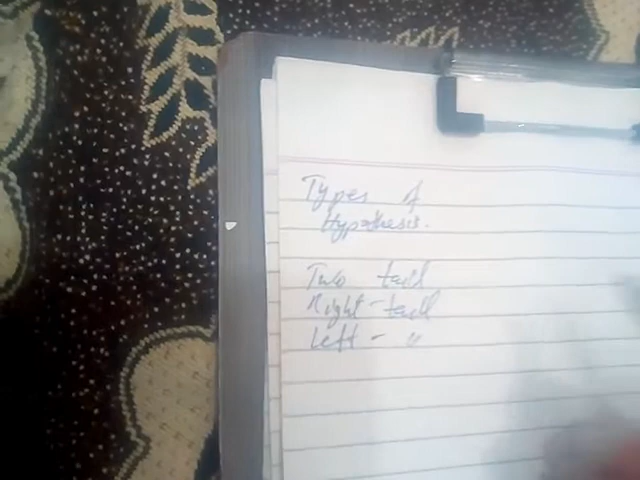 Types of
Hypothesis.
Two tail
Right-tail
Left - "